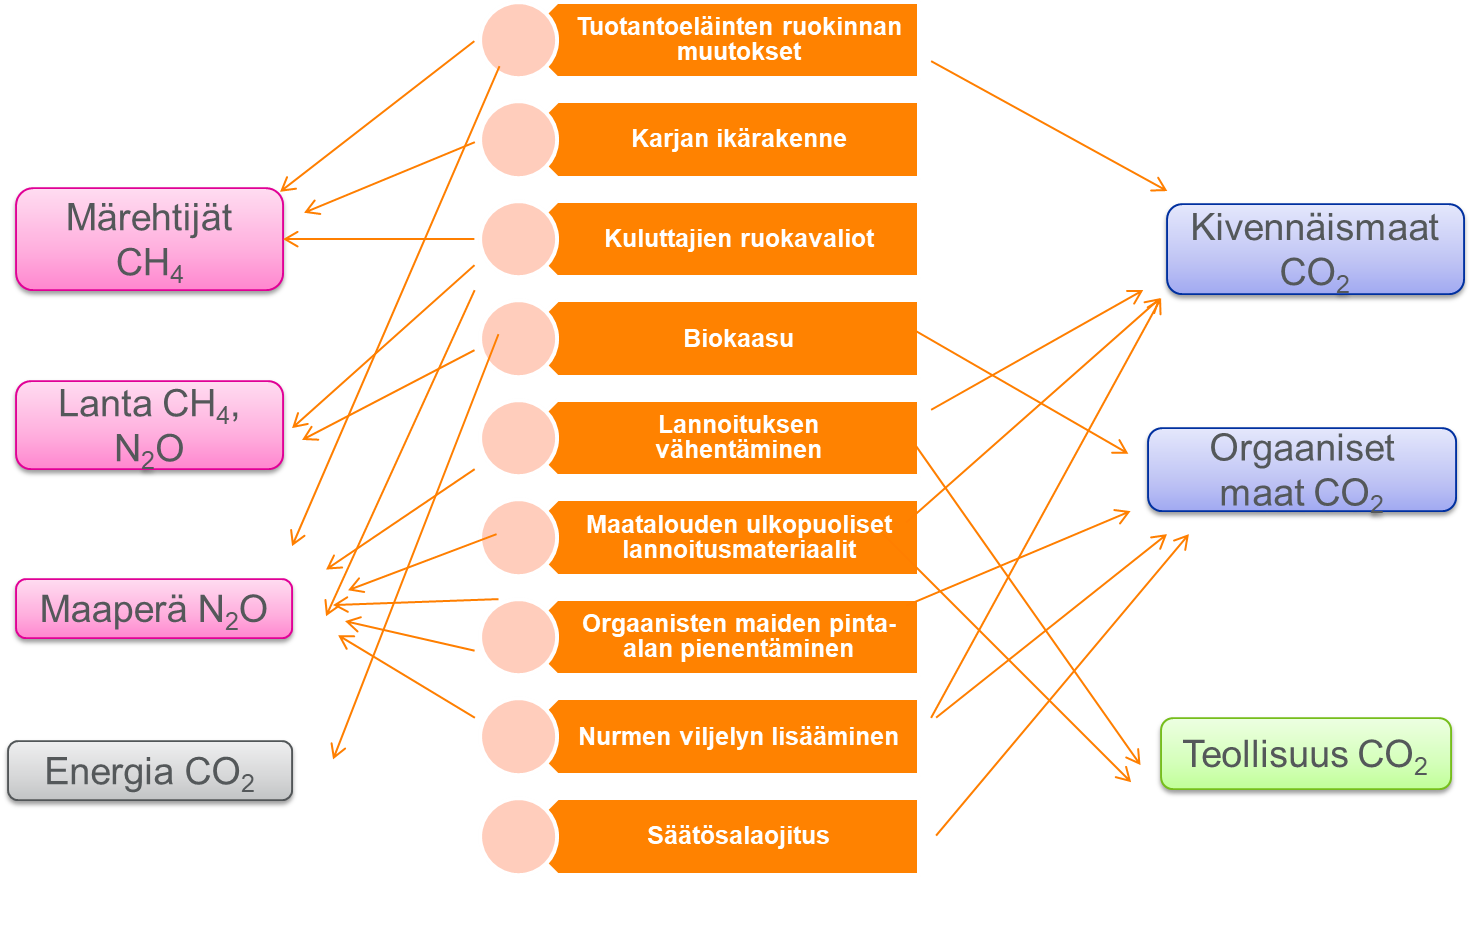 Tuotantoeläinten ruokinnan
muutokset
Karjan ikärakenne
Kuluttajien ruokavaliot
Biokaasu
Lannoituksen
vähentäminen
Maatalouden ulkopuoliset
lannoitusmateriaalit
Orgaanisten maiden pinta-
alan pienentäminen
Nurmen viljelyn lisääminen
Säätösalaojitus
Märehtijät
CH₄
Lanta CH₄,
N₂O
Maaperä N₂O
Energia CO₂
Kivennäismaat
CO₂
Orgaaniset
maat CO₂
Teollisuus CO₂